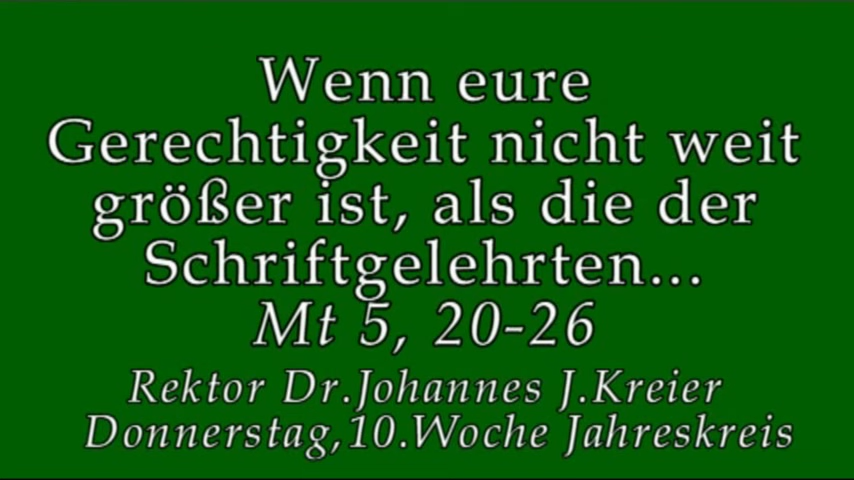 Wenn eure
Gerechtigkeit nicht weit
größer ist, als die der
Schriftgelehrten...
Mt 5, 20-26
Rektor Dr.Johannes J.Kreier
Donnerstag,10.Woche Jahreskreis